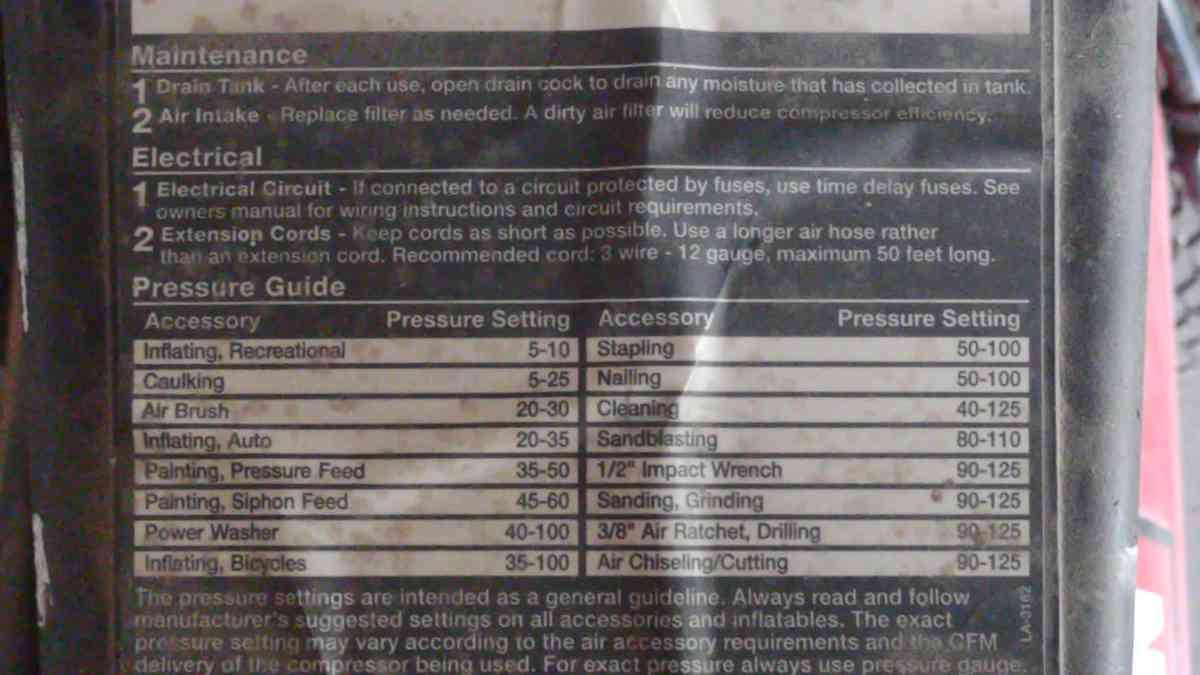 Maintenance
1 Drain Tank - After each use, open drain cock to drain any moisture that has collected in tank.
2 Air Intake - Replace filter as needed. A dirty air filter will reduce compressor efficiency.
Electrical
1 Electrical Circuit - If connected to a circuit protected by fuses, use time delay fuses. See
owners manual for wiring instructions and circuit requirements.
2 Extension Cords - Keep cords as short as possible. Use a longer air hose rather
than an extension cord. Recommended cord: 3 wire - 12 gauge, maximum 50 feet long.
Pressure Guide
Accessory Pressure Setting Accessory Pressure Setting
Inflating, Recreational 5-10 Stapling 50-100
Caulking 5-25 Nailing 50-100
Air Brush 20-30 Cleaning 40-125
Inflating, Auto 20-35 Sandblasting 80-110
Painting, Pressure Feed 35-50 1/2" Impact Wrench 90-125
Painting, Siphon Feed 45-60 Sanding, Grinding 90-125
Power Washer 40-100 3/8" Air Ratchet, Drilling 90-125
Inflating, Bicycles 35-100 Air Chiseling/Cutting 90-125
The pressure settings are intended as a general guideline. Always read and follow
manufacturer's suggested settings on all accessories and inflatables. The exact
pressure setting may vary according to the air accessory requirements and the CFM
delivery of the compressor being used. For exact pressure always use pressure gauge.
LA-0182